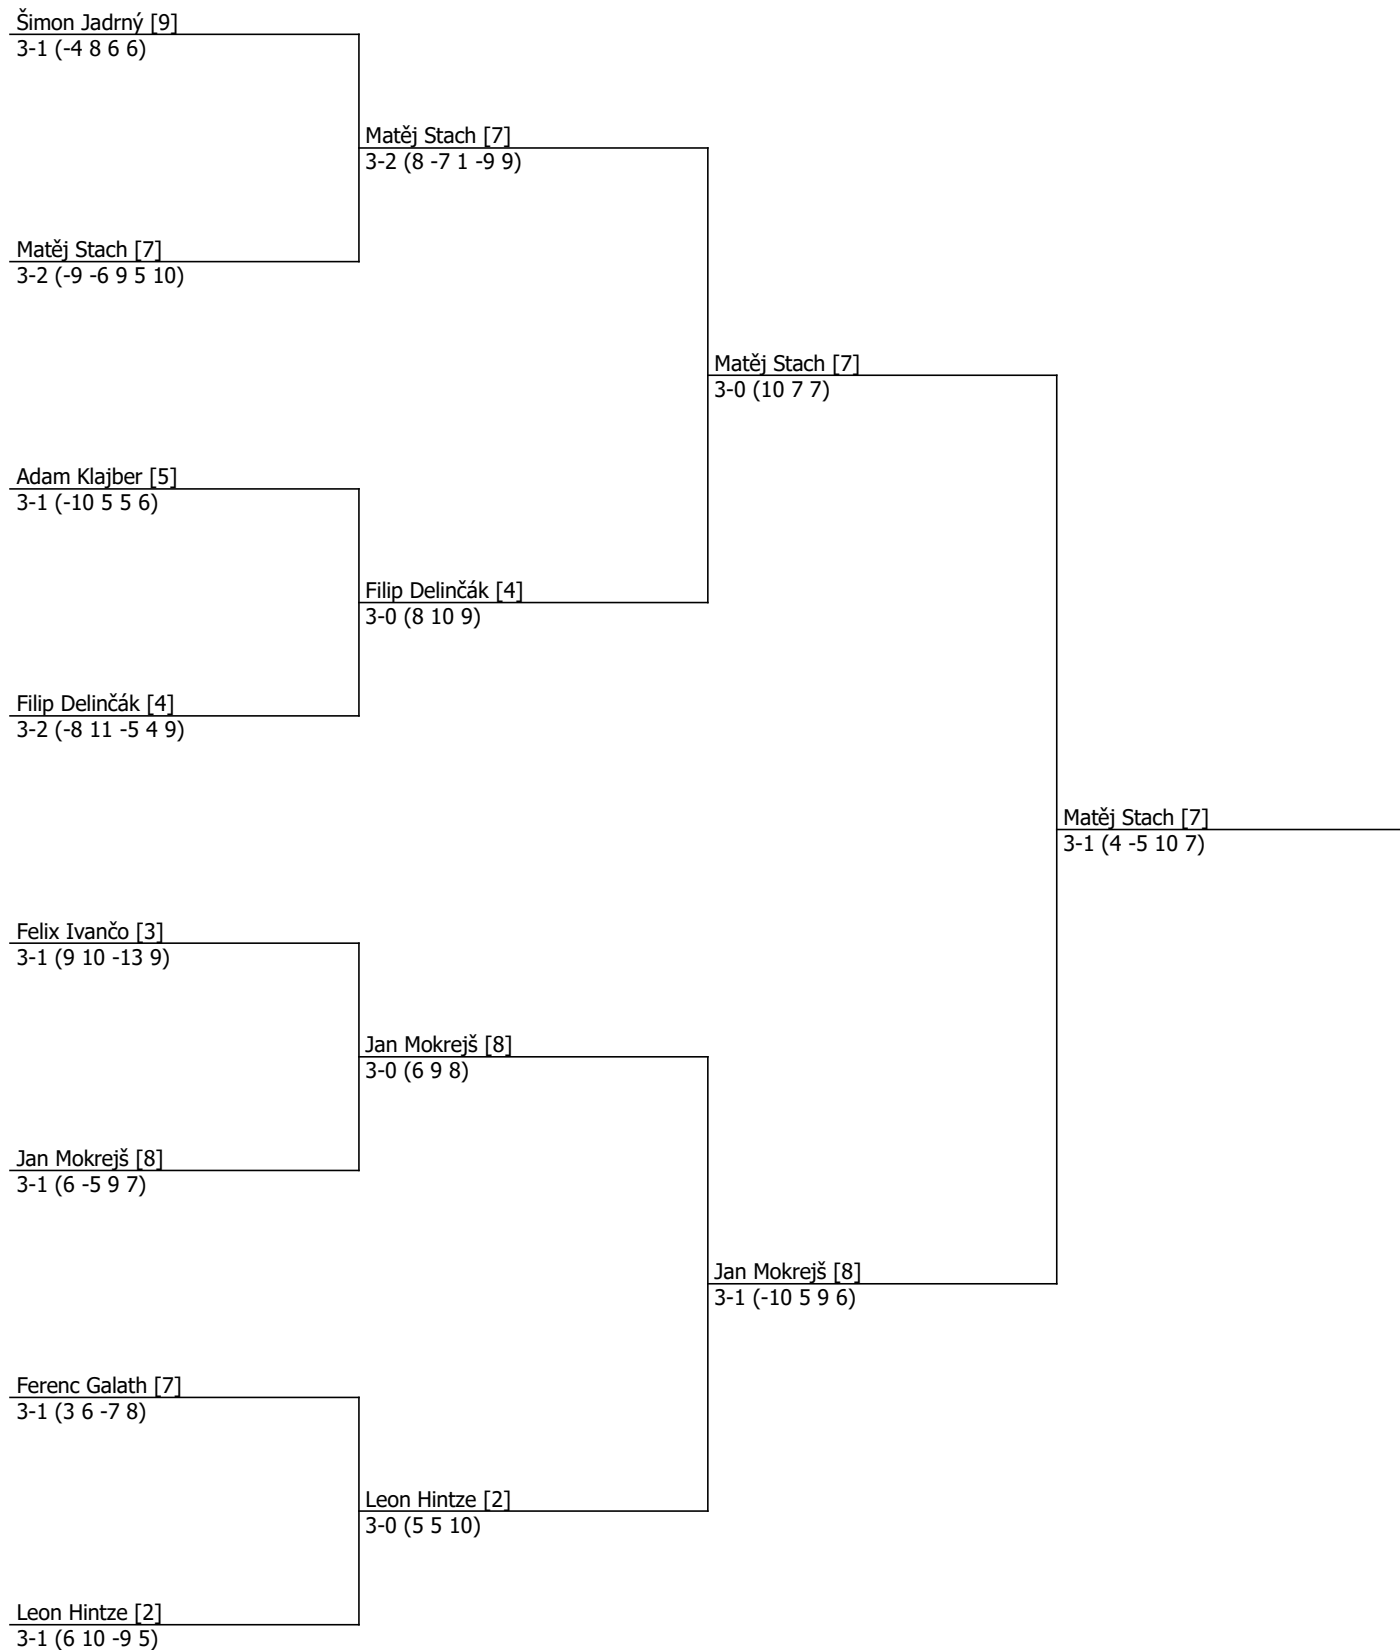 Šimon Jadrný [9]
3-1 (-4 8 6 6)
Matěj Stach [7]
3-2 (8 -7 1 -9 9)
Matěj Stach [7]
3-2 (-9 -6 9 5 10)
Matěj Stach [7]
3-0 (10 7 7)
Adam Klajber [5]
3-1 (-10 5 5 6)
Filip Delinčák [4]
3-0 (8 10 9)
Filip Delinčák [4]
3-2 (-8 11 -5 4 9)
Matěj Stach [7]
3-1 (4 -5 10 7)
Felix Ivančo [3]
3-1 (9 10 -13 9)
Jan Mokrejš [8]
3-0 (6 9 8)
Jan Mokrejš [8]
3-1 (6 -5 9 7)
Jan Mokrejš [8]
3-1 (-10 5 9 6)
Ferenc Galath [7]
3-1 (3 6 -7 8)
Leon Hintze [2]
3-0 (5 5 10)
Leon Hintze [2]
3-1 (6 10 -9 5)